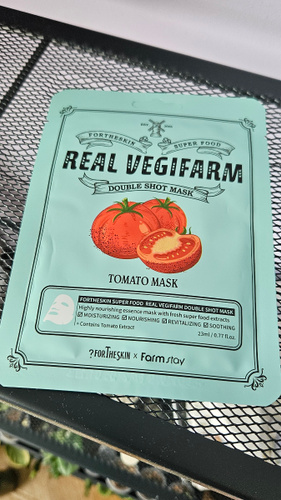 FORTHESKIN SUPER FOOD
REAL VEGIFARM
DOUBLE SHOT MASK
TOMATO MASK
FORTHESKIN SUPER FOOD REAL VEGIFARM DOUBLE SHOT MASK
Highly nourishing essence mask with fresh super food extracts
☑ MOISTURIZING ☑ NOURISHING ☑ REVITALIZING ☑ SOOTHING
• Contains Tomato Extract
23ml / 0.77 fl.oz.
?FORTHESKIN x Farmstay